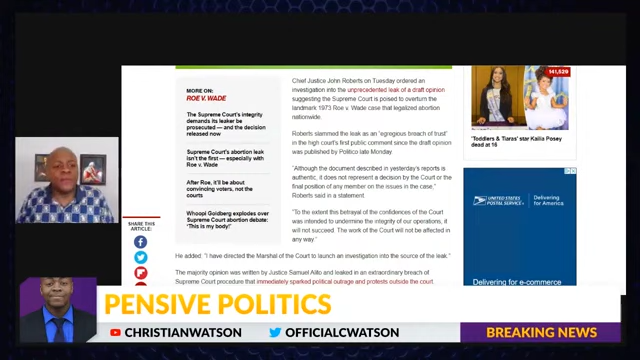 MORE ON:
ROE V. WADE
The Supreme Court's integrity
demands its leaker be
prosecuted — and the decision
released now
Supreme Court's abortion leak
isn't the first — especially with
Roe v. Wade
After Roe, it'll be about
convincing voters, not the
courts
Whoopi Goldberg explodes over
Supreme Court abortion debate:
'This is my body!'
Chief Justice John Roberts on Tuesday ordered an
investigation into the unprecedented leak of a draft opinion
suggesting the Supreme Court is poised to overturn the
landmark 1973 Roe v. Wade case that legalized abortion
nationwide.
Roberts slammed the leak as an "egregious breach of trust"
in the high court's first public comment since the draft opinion
was published by Politico late Monday.
"Although the document described in yesterday's reports is
authentic, it does not represent a decision by the Court or the
final position of any member on the issues in the case,"
Roberts said in a statement.
"To the extent this betrayal of the confidences of the Court
was intended to undermine the integrity of our operations, it
will not succeed. The work of the Court will not be affected in
any way."
He added: "I have directed the Marshal of the Court to launch an investigation into the source of the leak."
The majority opinion was written by Justice Samuel Alito and leaked in an extraordinary breach of
Supreme Court procedure that immediately sparked political outrage and protests outside the court.
SHARE THIS
ARTICLE:
141,529
'Toddlers & Tiaras' star Kailia Posey
dead at 16
UNITED STATES
POSTAL SERVICE
Delivering
for America
Delivering for e-commerce
PENSIVE POLITICS
CHRISTIANWATSON
OFFICIALCWATSON
BREAKING NEWS